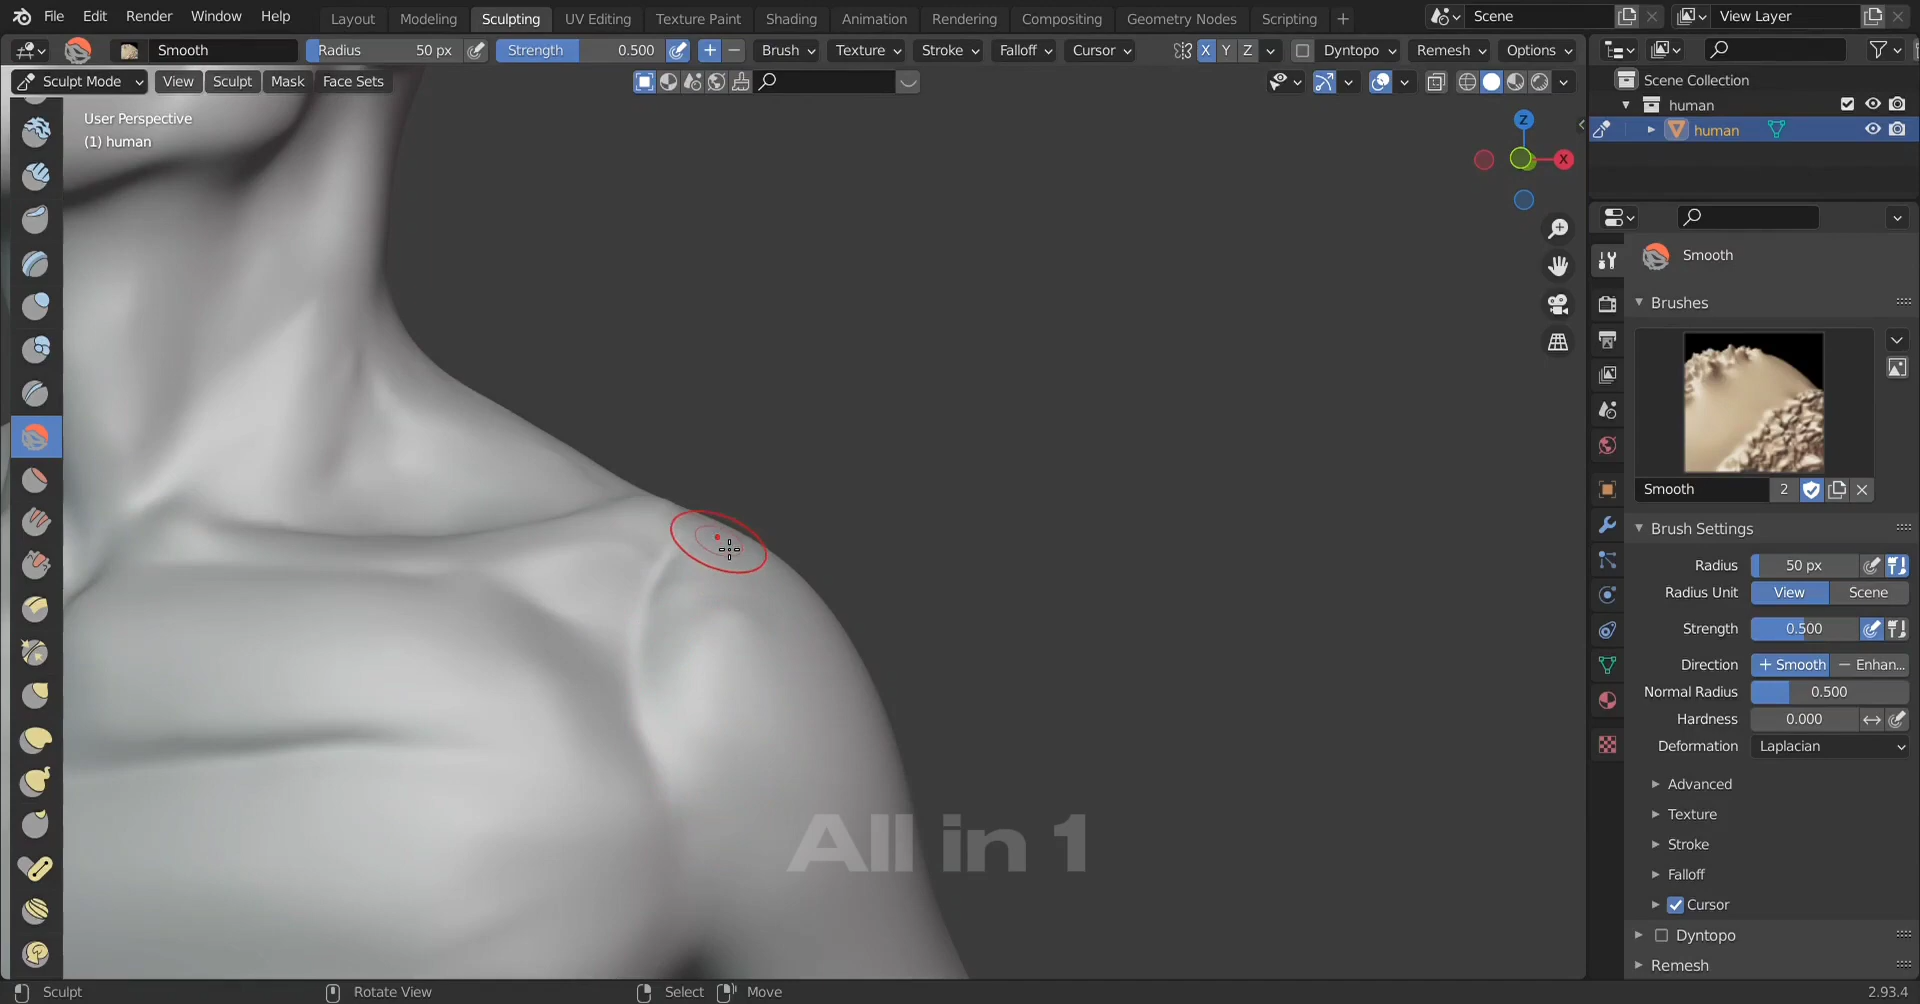 File Edit Render Window Help Layout Modeling Sculpting UV Editing Texture Paint Shading Animation Rendering Compositing Geometry Nodes Scripting + Scene View Layer
Smooth Radius 50 px Strength 0.500 + − Brush Texture Stroke Falloff Cursor X Y Z Dyntopo Remesh Options
Sculpt Mode View Sculpt Mask Face Sets
Scene Collection
human
human
User Perspective
(1) human
Z
X
Smooth
Brushes
Smooth 2
Brush Settings
Radius 50 px
Radius Unit View Scene
Strength 0.500
Direction + Smooth − Enhan...
Normal Radius 0.500
Hardness 0.000
Deformation Laplacian
Advanced
Texture
Stroke
Falloff
Cursor
Dyntopo
Remesh
All in 1
Sculpt Rotate View Select Move 2.93.4